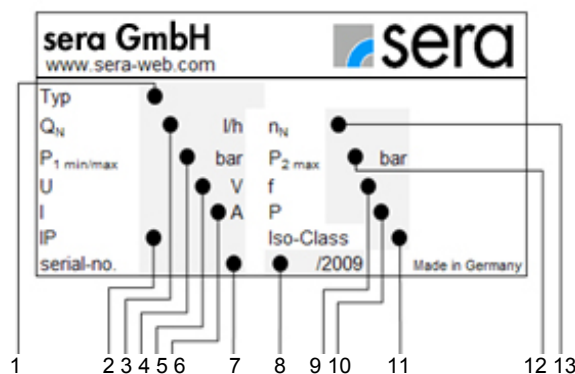 sera GmbH sera
www.sera-web.com
Typ
QN l/h nN
P1 min/max bar P2 max bar
U V f
I A P
IP Iso-Class
serial-no. /2009 Made in Germany
1 2 3 4 5 6 7 8 9 10 11 12 13